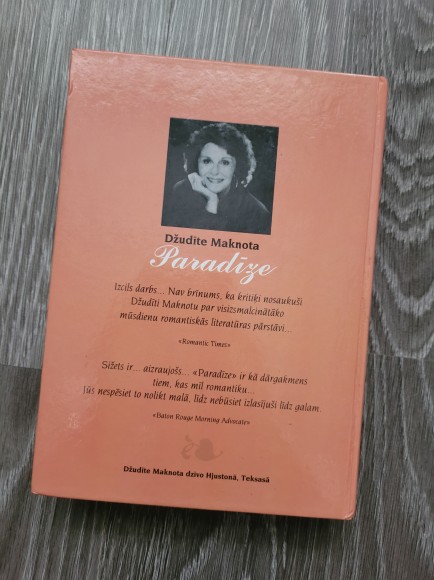 Džudite Maknota
Paradīze
Izcils darbs... Nav brīnums, ka kritiķi nosaukuši
Džudīti Maknotu par visizsmalcinātāko
mūsdienu romantiskās literatūras pārstāvi...
«Romantic Times»
Sižets ir... aizraujošs... «Paradīze» ir kā dārgakmens
tiem, kas mīl romantiku...
Jūs nespēsiet to nolikt malā, līdz nebūsiet izlasījuši līdz galam.
«Baton Rouge Morning Advocate»
Džudite Maknota dzīvo Hjustonā, Teksasā